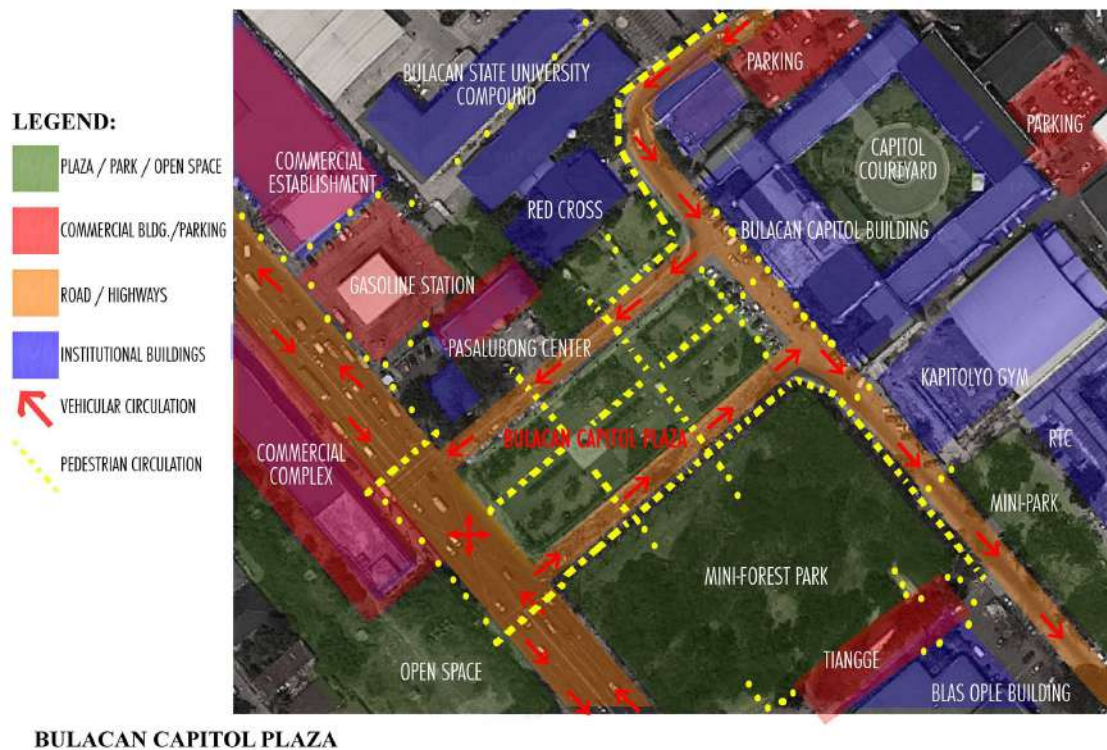 LEGEND:
PLAZA / PARK / OPEN SPACE
COMMERCIAL BLDG./PARKING
ROAD / HIGHWAYS
INSTITUTIONAL BUILDINGS
VEHICULAR CIRCULATION
PEDESTRIAN CIRCULATION
BULACAN STATE UNIVERSITY
COMPOUND
PARKING
PARKING
COMMERCIAL
ESTABLISHMENT
CAPITOL
COURTYARD
RED CROSS
BULACAN CAPITOL BUILDING
GASOLINE STATION
PASALUBONG CENTER
KAPITOLYO GYM
BULACAN CAPITOL PLAZA
RTC
COMMERCIAL
COMPLEX
MINI-PARK
MINI-FOREST PARK
OPEN SPACE
TIANGGE
BLAS OPLE BUILDING
BULACAN CAPITOL PLAZA